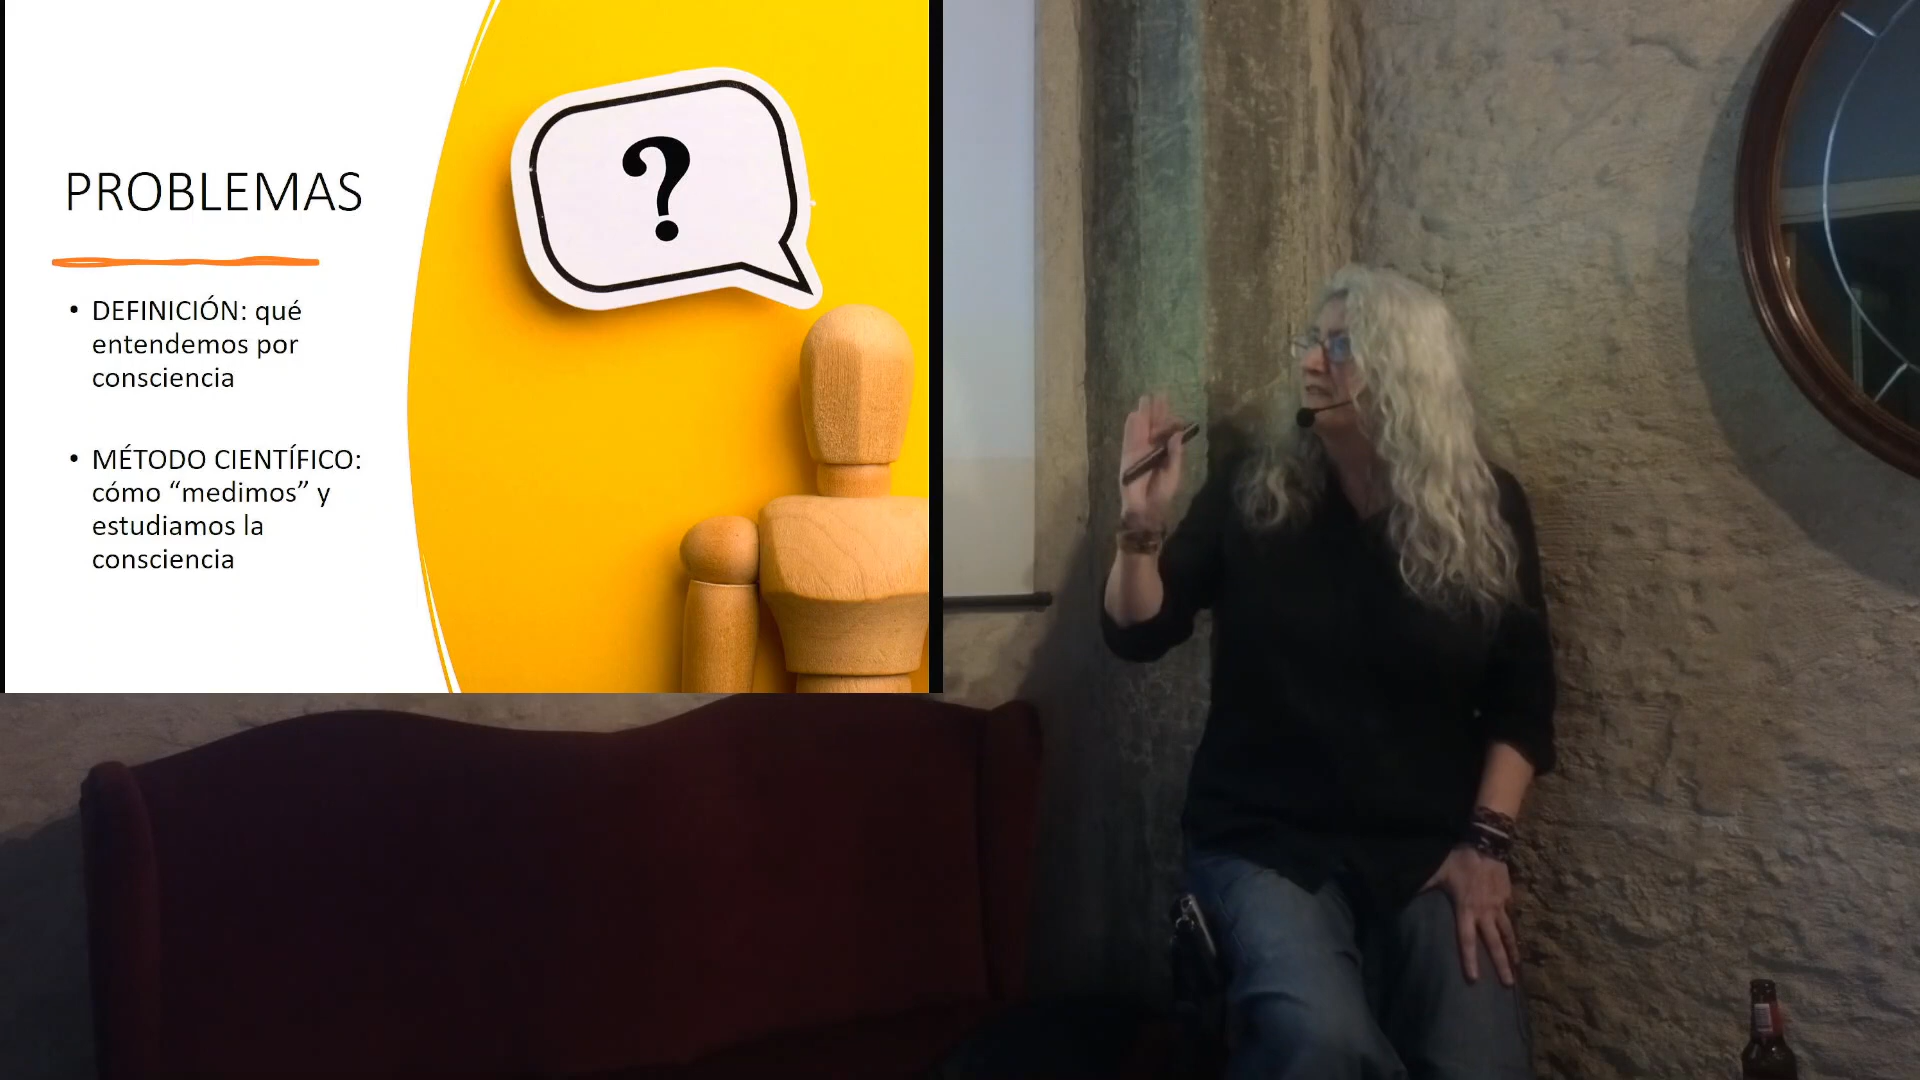 PROBLEMAS
• DEFINICIÓN: qué
entendemos por
consciencia
• MÉTODO CIENTÍFICO:
cómo “medimos” y
estudiamos la
consciencia
?